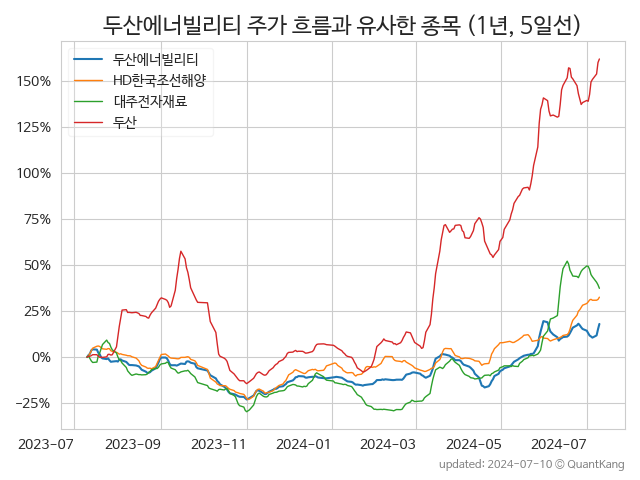 두산에너빌리티 주가 흐름과 유사한 종목 (1년, 5일선)
두산에너빌리티
HD한국조선해양
대주전자재료
두산
150%
125%
100%
75%
50%
25%
0%
−25%
2023-07
2023-09
2023-11
2024-01
2024-03
2024-05
2024-07
updated: 2024-07-10 © QuantKang